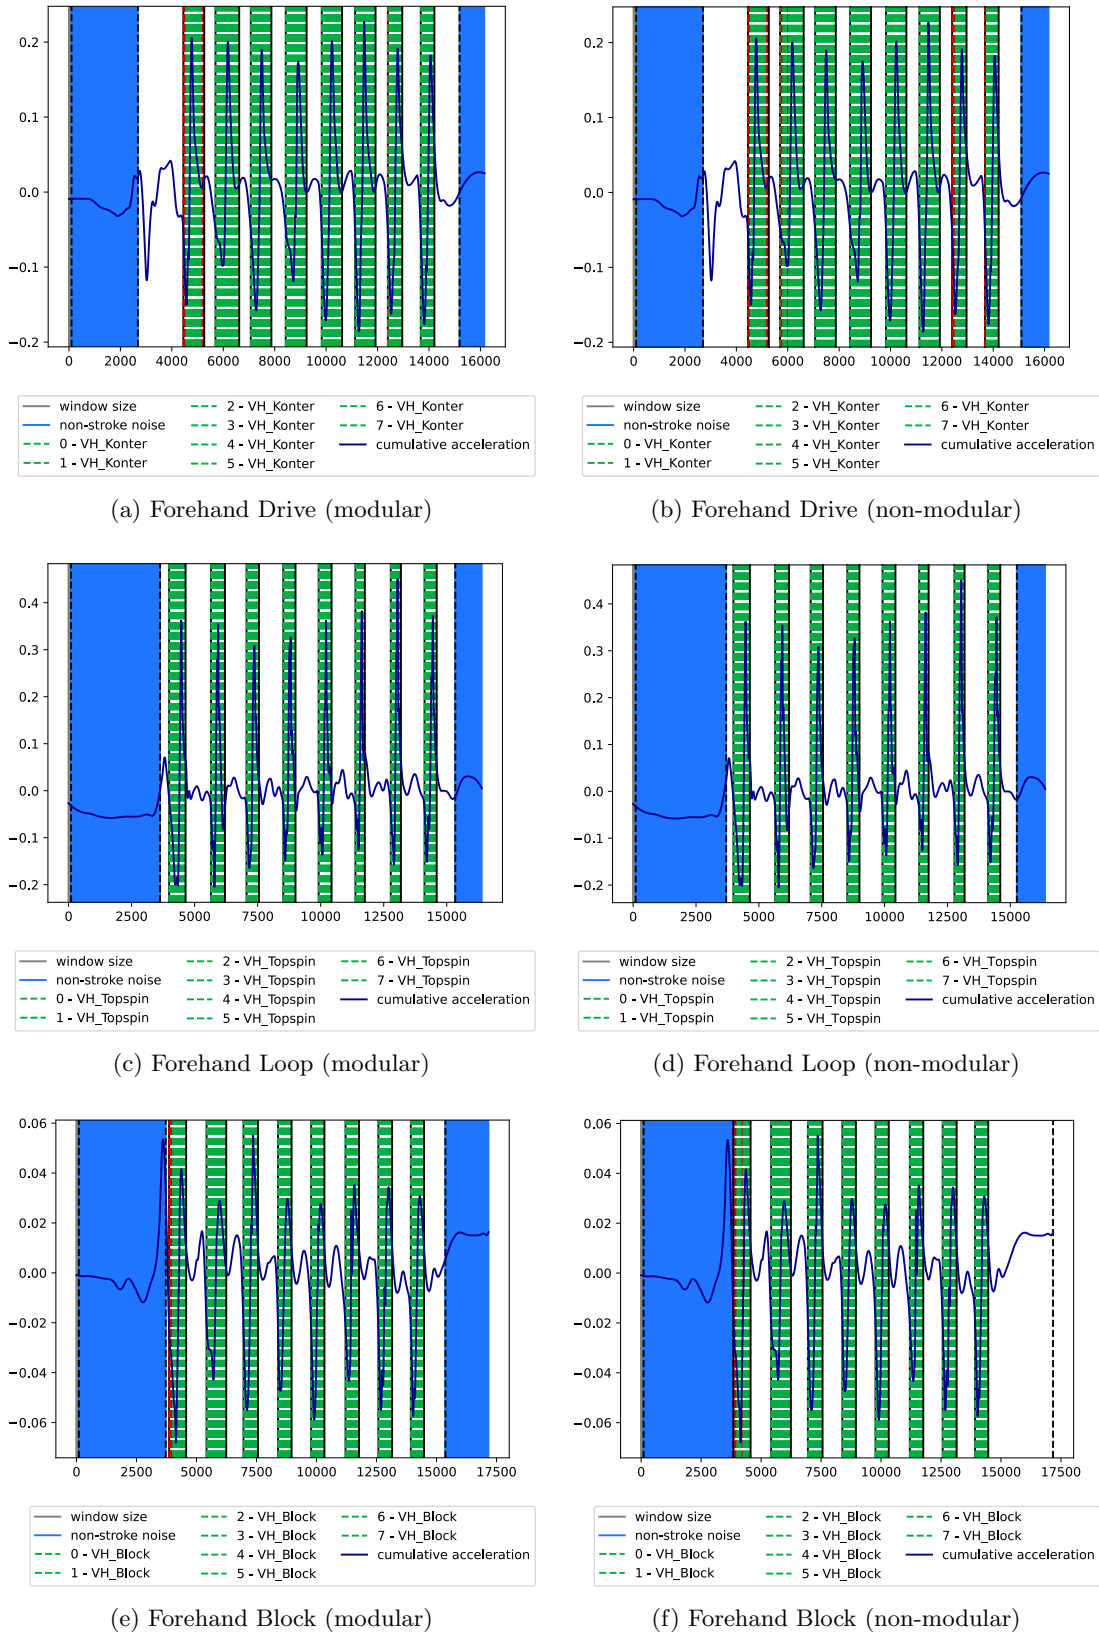 0.2
0.1
0.0
−0.1
−0.2
0 2000 4000 6000 8000 10000 12000 14000 16000
window size
non-stroke noise
0 - VH_Konter
1 - VH_Konter
2 - VH_Konter
3 - VH_Konter
4 - VH_Konter
5 - VH_Konter
6 - VH_Konter
7 - VH_Konter
cumulative acceleration
(a) Forehand Drive (modular)
0.2
0.1
0.0
−0.1
−0.2
0 2000 4000 6000 8000 10000 12000 14000 16000
window size
non-stroke noise
0 - VH_Konter
1 - VH_Konter
2 - VH_Konter
3 - VH_Konter
4 - VH_Konter
5 - VH_Konter
6 - VH_Konter
7 - VH_Konter
cumulative acceleration
(b) Forehand Drive (non-modular)
0.4
0.3
0.2
0.1
0.0
−0.1
−0.2
0 2500 5000 7500 10000 12500 15000
window size
non-stroke noise
0 - VH_Topspin
1 - VH_Topspin
2 - VH_Topspin
3 - VH_Topspin
4 - VH_Topspin
5 - VH_Topspin
6 - VH_Topspin
7 - VH_Topspin
cumulative acceleration
(c) Forehand Loop (modular)
0.4
0.3
0.2
0.1
0.0
−0.1
−0.2
0 2500 5000 7500 10000 12500 15000
window size
non-stroke noise
0 - VH_Topspin
1 - VH_Topspin
2 - VH_Topspin
3 - VH_Topspin
4 - VH_Topspin
5 - VH_Topspin
6 - VH_Topspin
7 - VH_Topspin
cumulative acceleration
(d) Forehand Loop (non-modular)
0.06
0.04
0.02
0.00
−0.02
−0.04
−0.06
0 2500 5000 7500 10000 12500 15000 17500
window size
non-stroke noise
0 - VH_Block
1 - VH_Block
2 - VH_Block
3 - VH_Block
4 - VH_Block
5 - VH_Block
6 - VH_Block
7 - VH_Block
cumulative acceleration
(e) Forehand Block (modular)
0.06
0.04
0.02
0.00
−0.02
−0.04
−0.06
0 2500 5000 7500 10000 12500 15000 17500
window size
non-stroke noise
0 - VH_Block
1 - VH_Block
2 - VH_Block
3 - VH_Block
4 - VH_Block
5 - VH_Block
6 - VH_Block
7 - VH_Block
cumulative acceleration
(f) Forehand Block (non-modular)